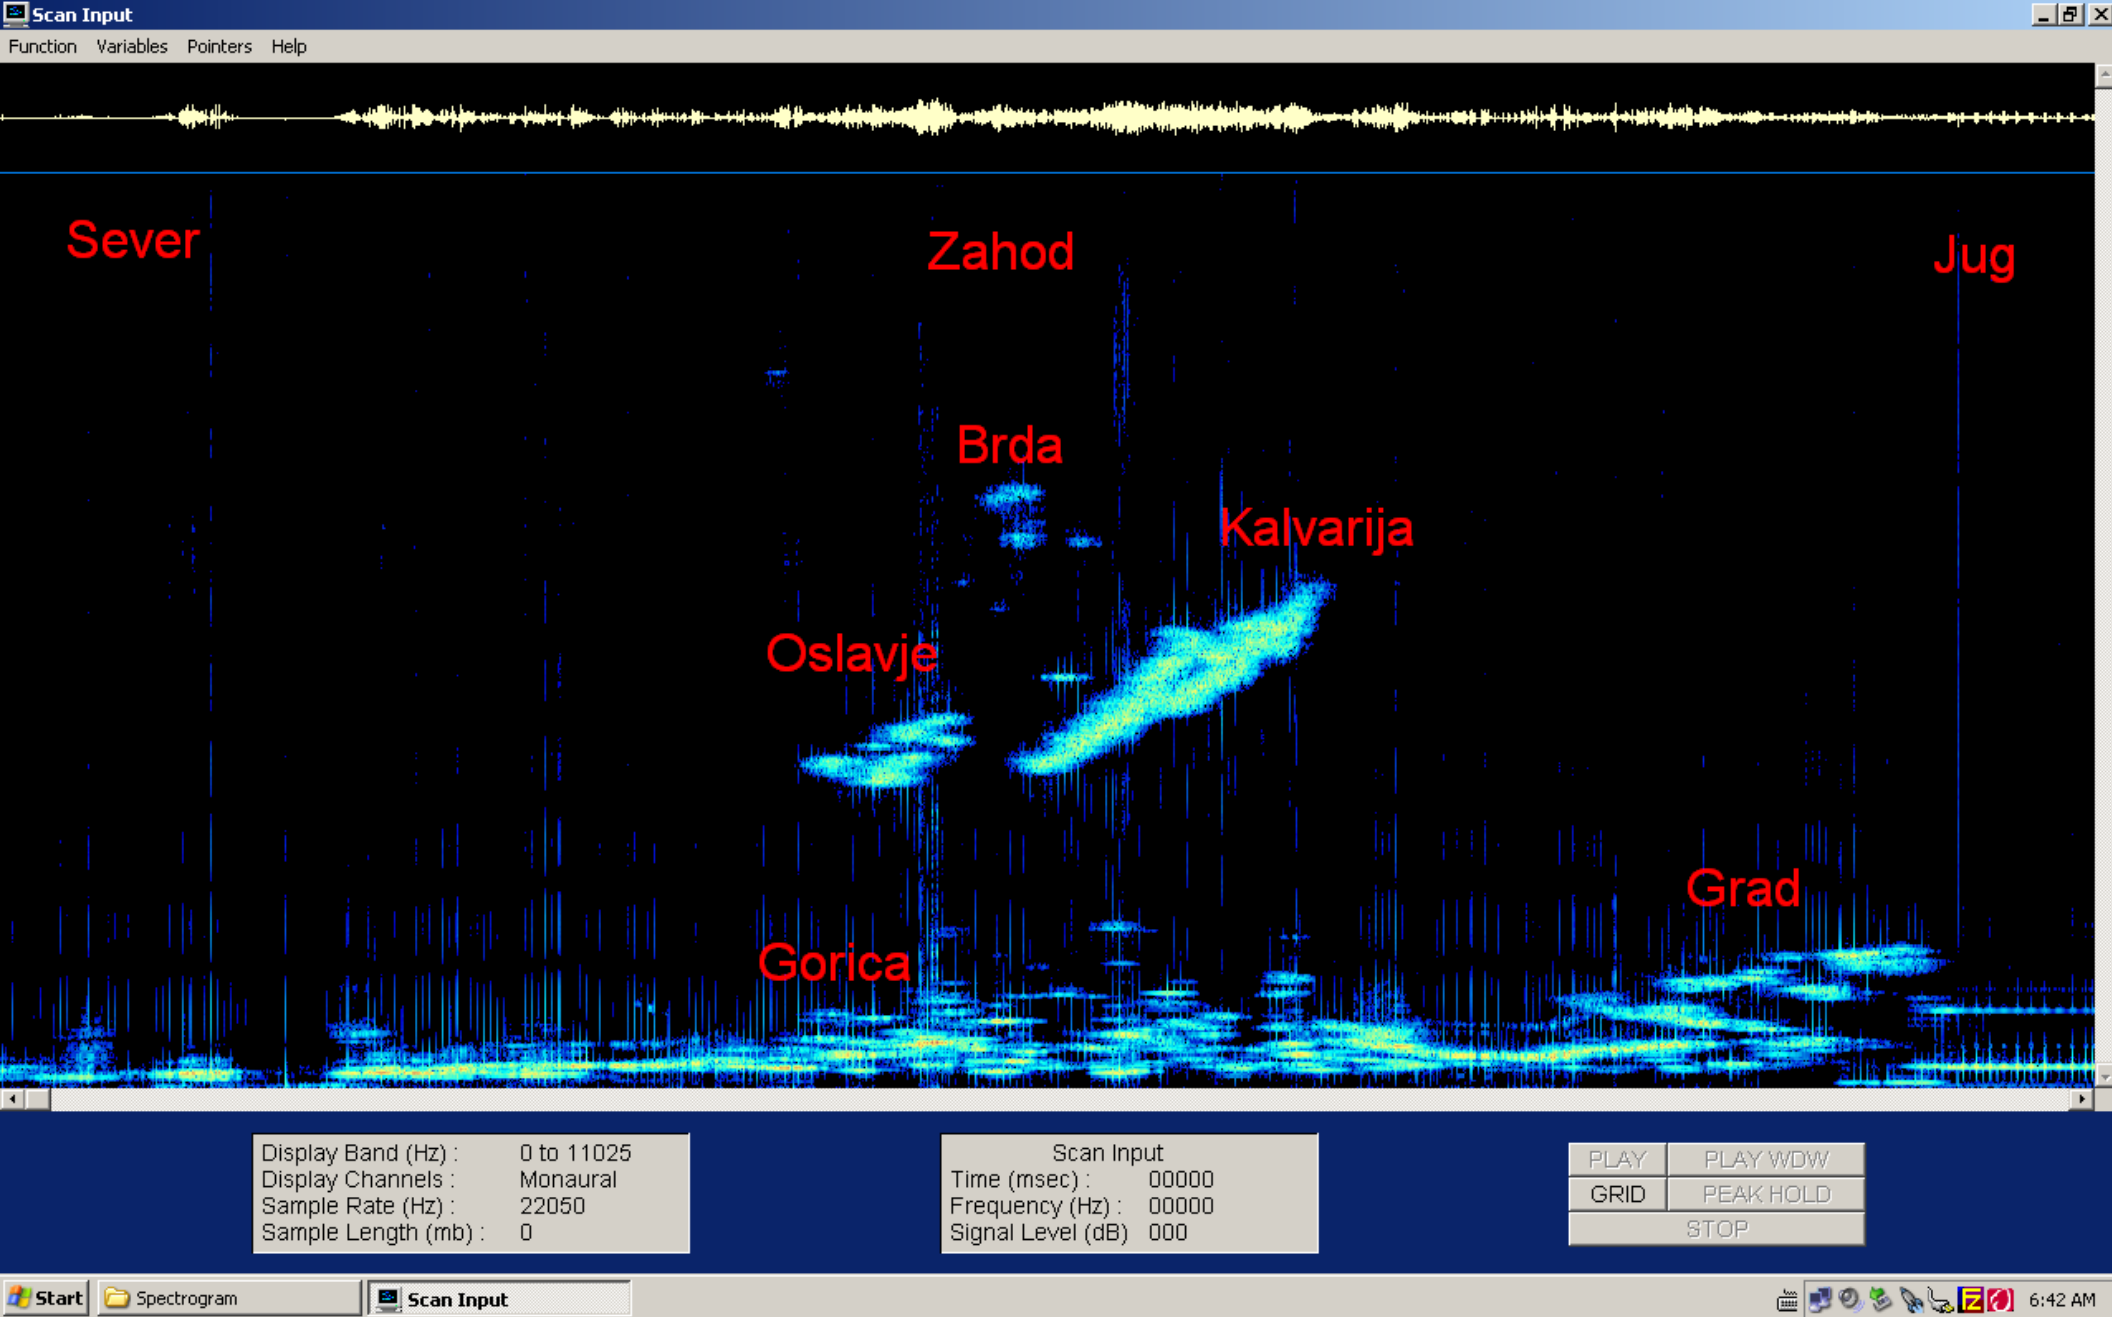 Scan Input
Function Variables Pointers Help
Sever
Zahod
Jug
Brda
Kalvarija
Oslavje
Grad
Gorica
Display Band (Hz) : 0 to 11025
Display Channels : Monaural
Sample Rate (Hz) : 22050
Sample Length (mb) : 0
Scan Input
Time (msec) : 00000
Frequency (Hz) : 00000
Signal Level (dB) 000
PLAY PLAY WDW
GRID PEAK HOLD
STOP
Start Spectrogram Scan Input 6:42 AM